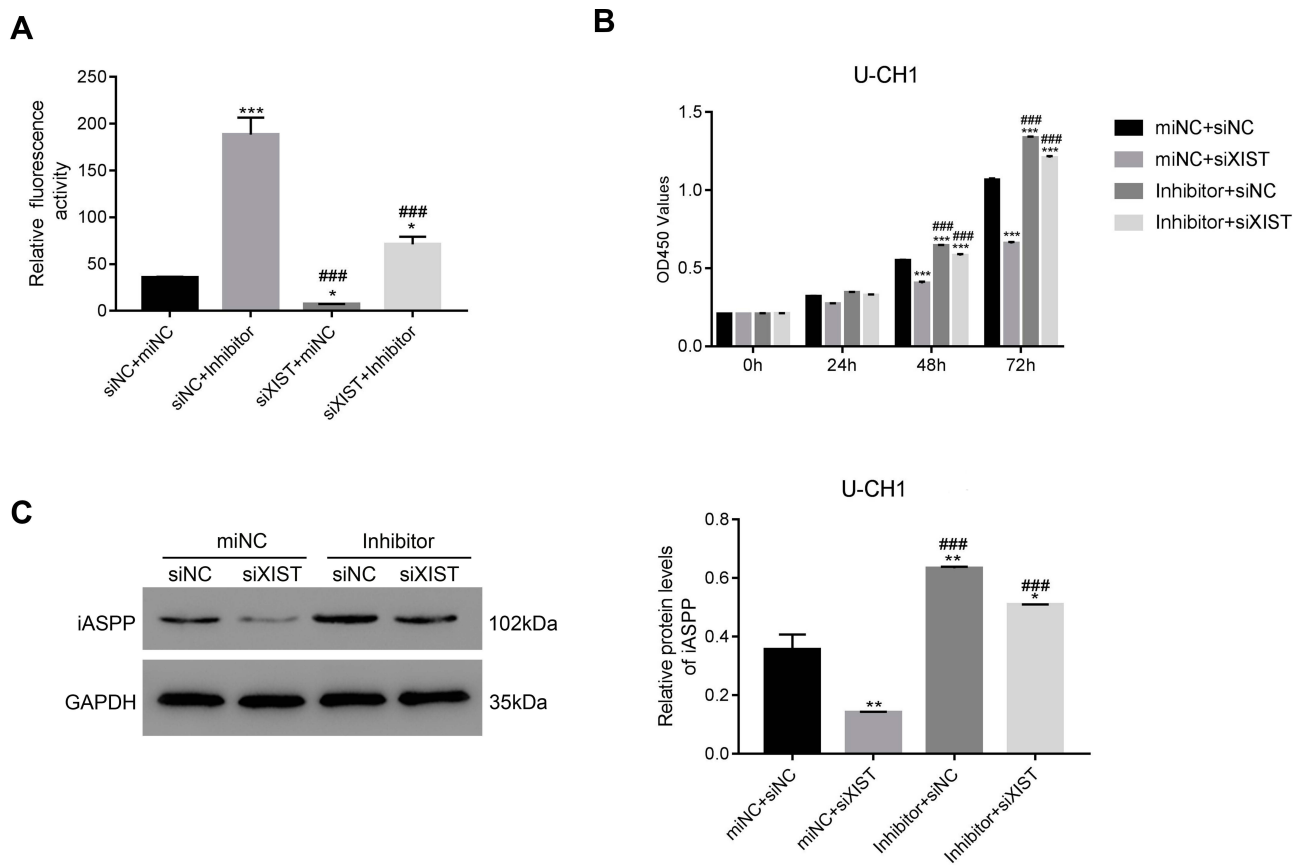 A
250
200
150
100
50
0
Relative fluorescence
activity
***
###
*
###
*
siNC+miNC
siNC+Inhibitor
siXIST+miNC
siXIST+Inhibitor
B
U-CH1
1.5
1.0
0.5
0.0
OD450 Values
***
###
***
###
***
***
###
***
###
***
0h 24h 48h 72h
miNC+siNC
miNC+siXIST
Inhibitor+siNC
Inhibitor+siXIST
C
miNC Inhibitor
siNC siXIST siNC siXIST
iASPP 102kDa
GAPDH 35kDa
U-CH1
0.8
0.6
0.4
0.2
0.0
Relative protein levels
of iASPP
**
###
**
###
*
miNC+siNC
miNC+siXIST
Inhibitor+siNC
Inhibitor+siXIST